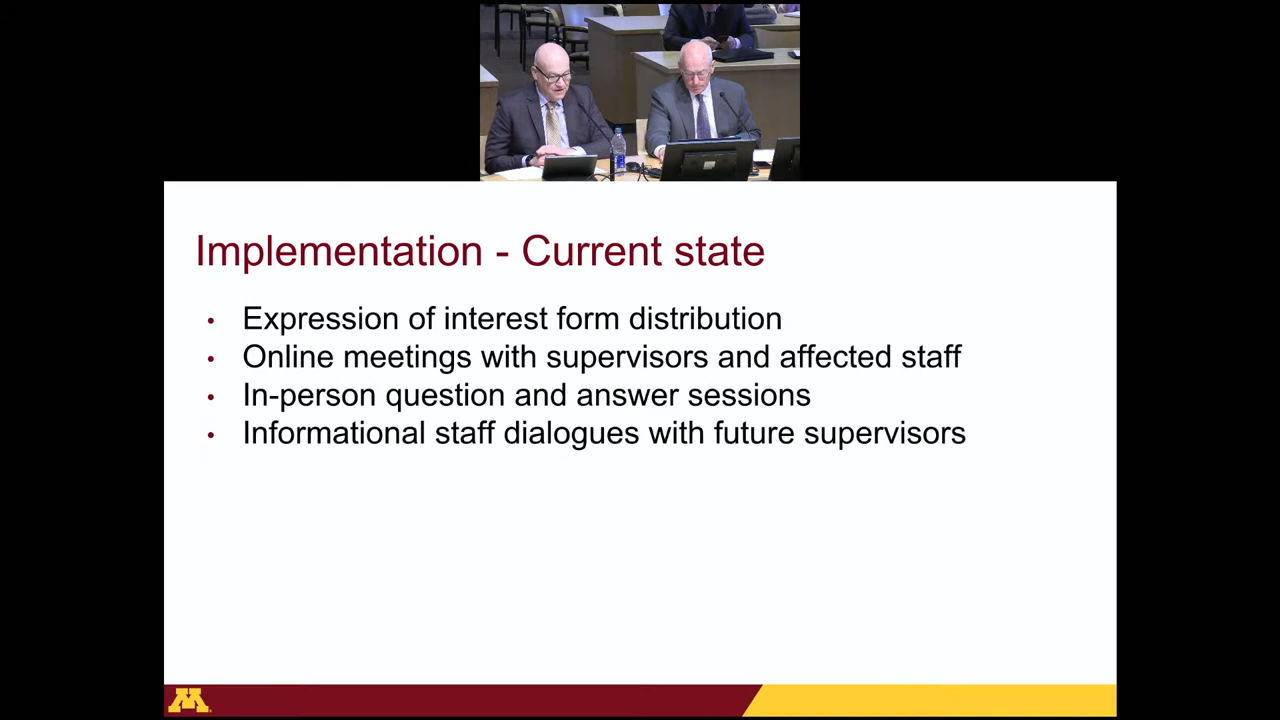 Implementation - Current state
• Expression of interest form distribution
• Online meetings with supervisors and affected staff
• In-person question and answer sessions
• Informational staff dialogues with future supervisors
M